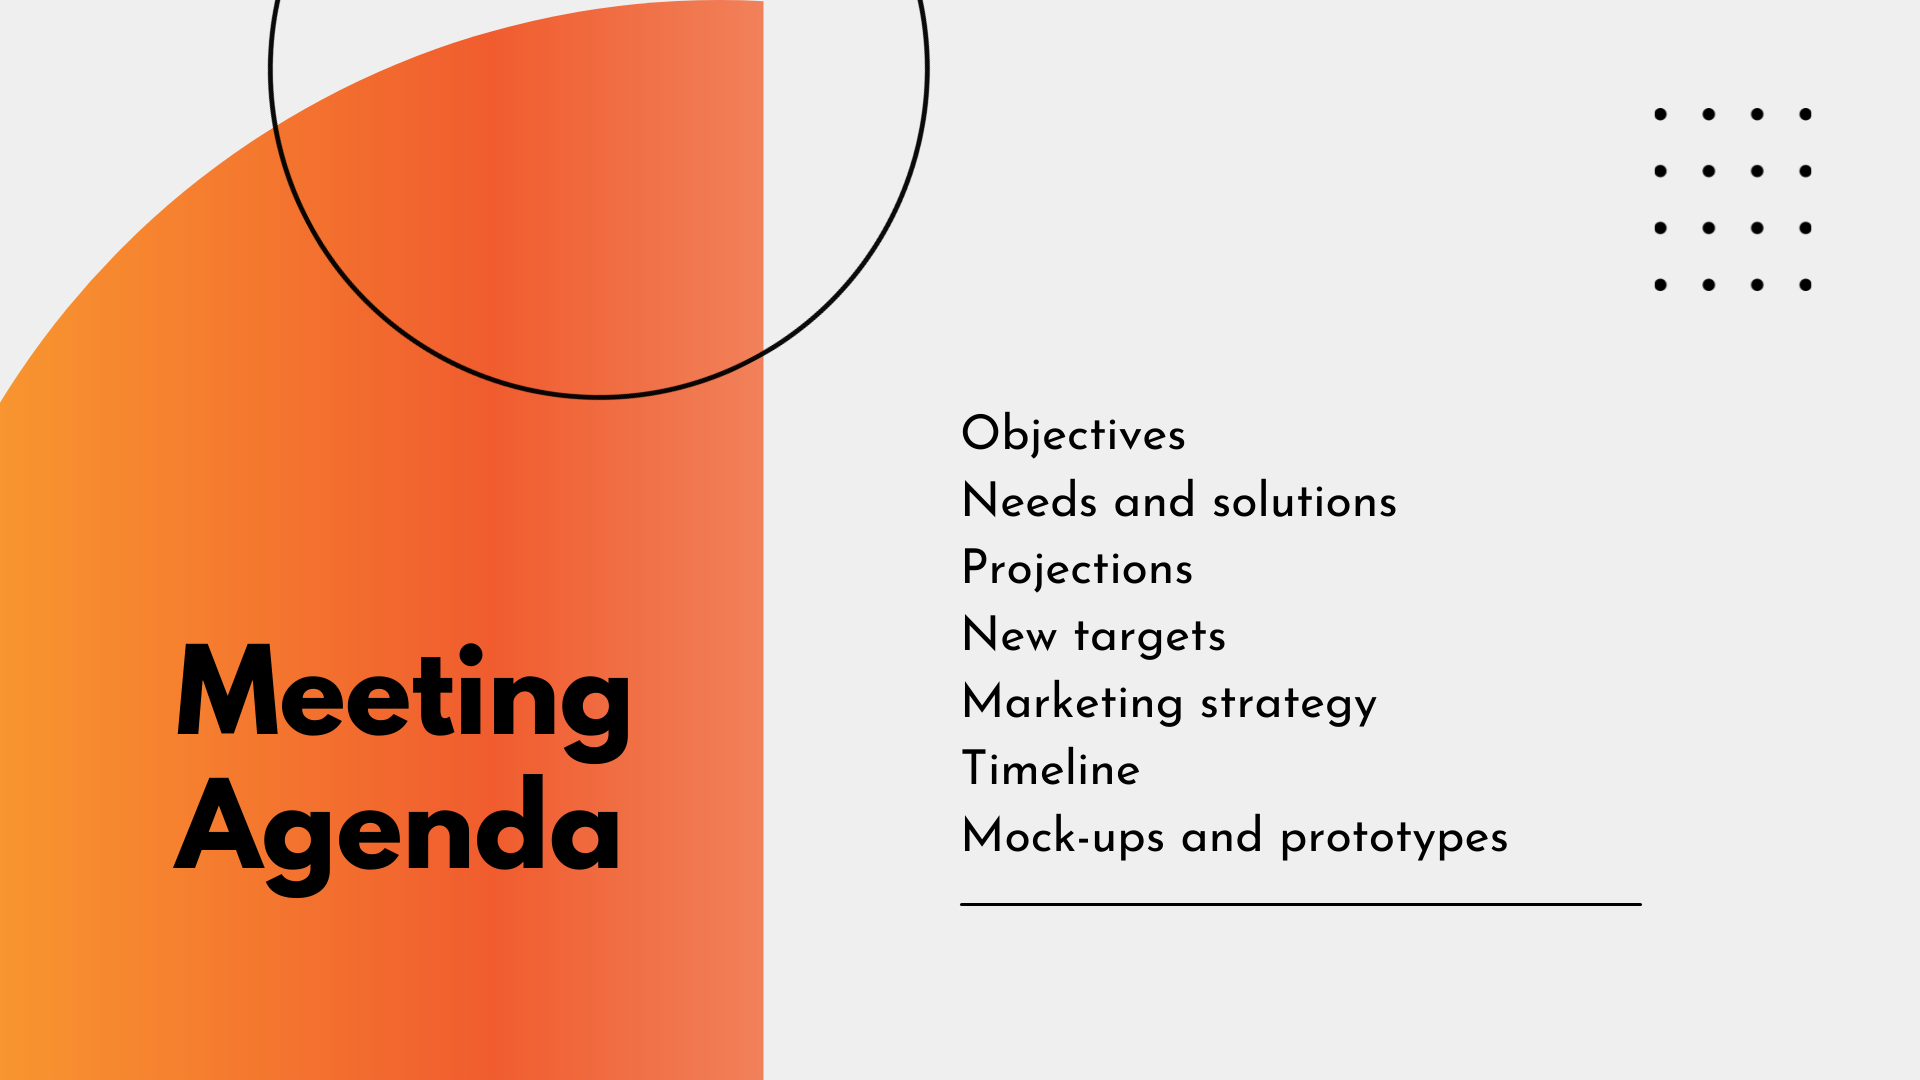 Meeting
Agenda
Objectives
Needs and solutions
Projections
New targets
Marketing strategy
Timeline
Mock-ups and prototypes